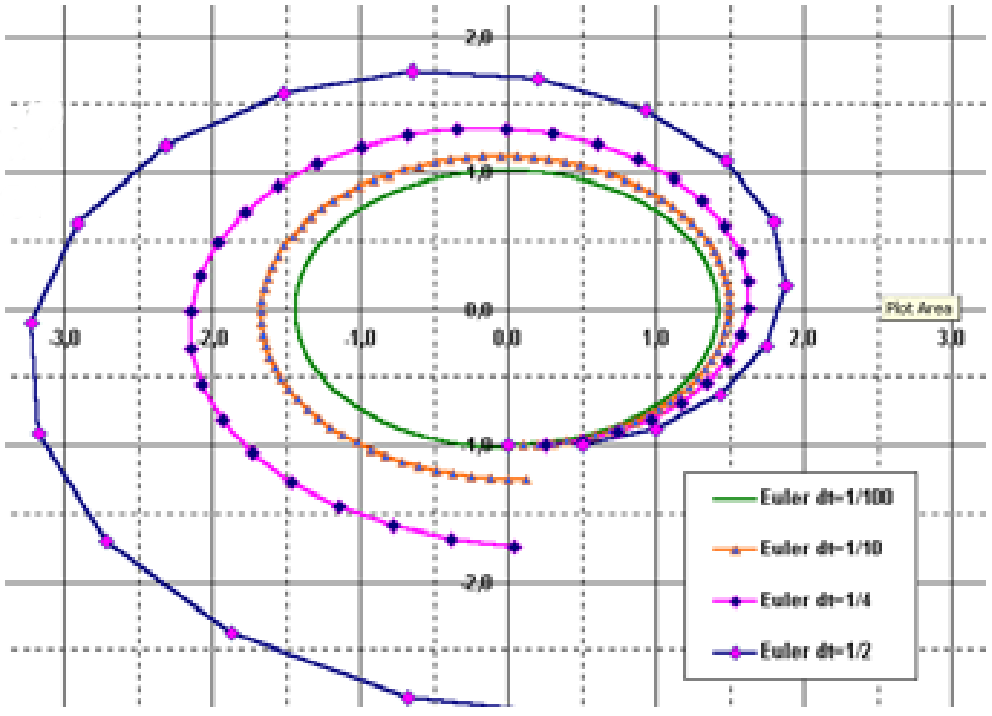 2,0
1,0
0,0
-3,0 -2,0 -1,0 0,0 1,0 2,0 3,0
Plot Area
-1,0
-2,0
Euler dt=1/100
Euler dt=1/10
Euler dt=1/4
Euler dt=1/2